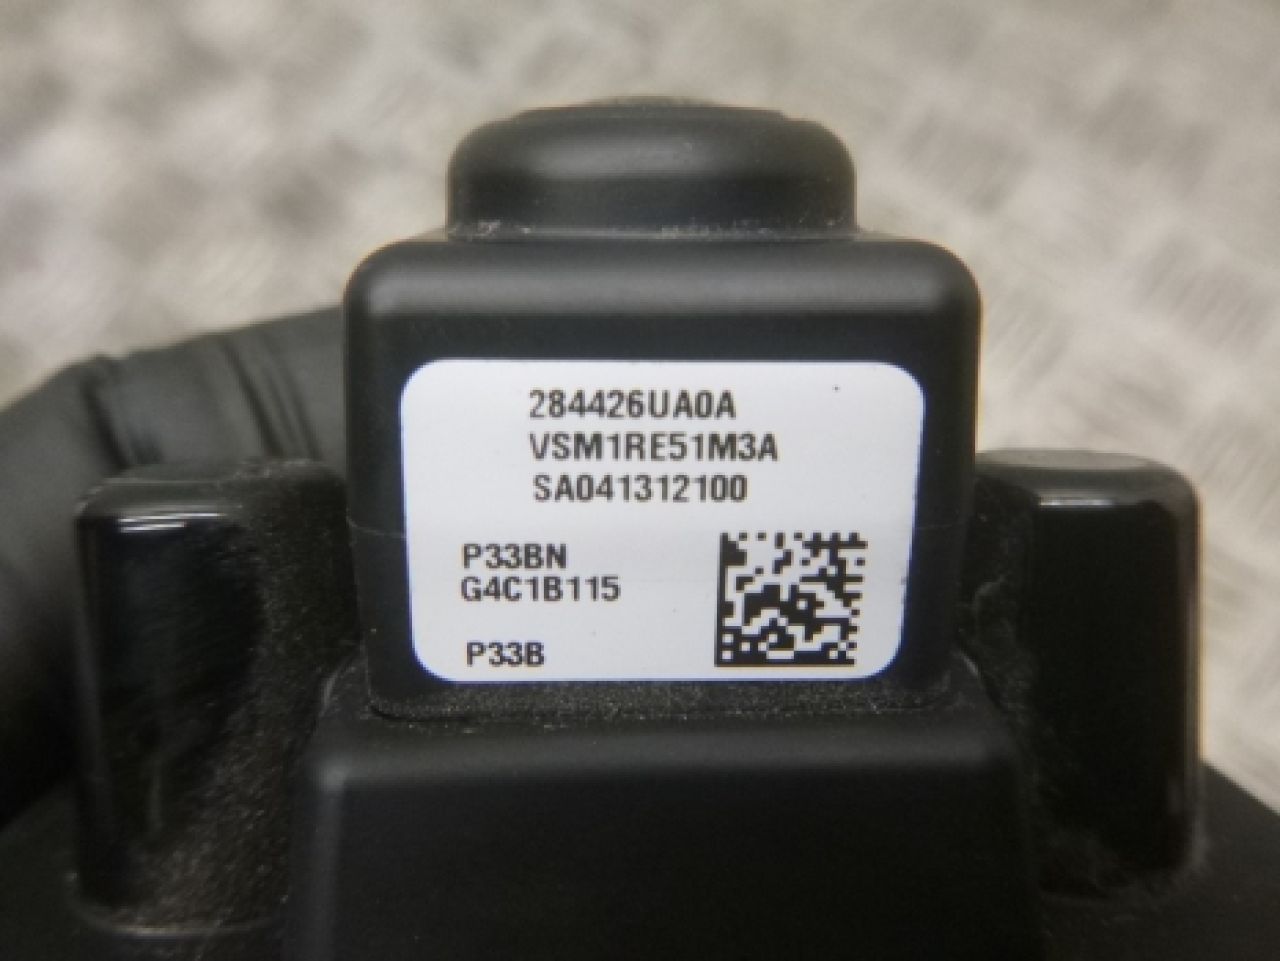 284426UA0A
VSM1RE51M3A
SA041312100
P33BN
G4C1B115
P33B